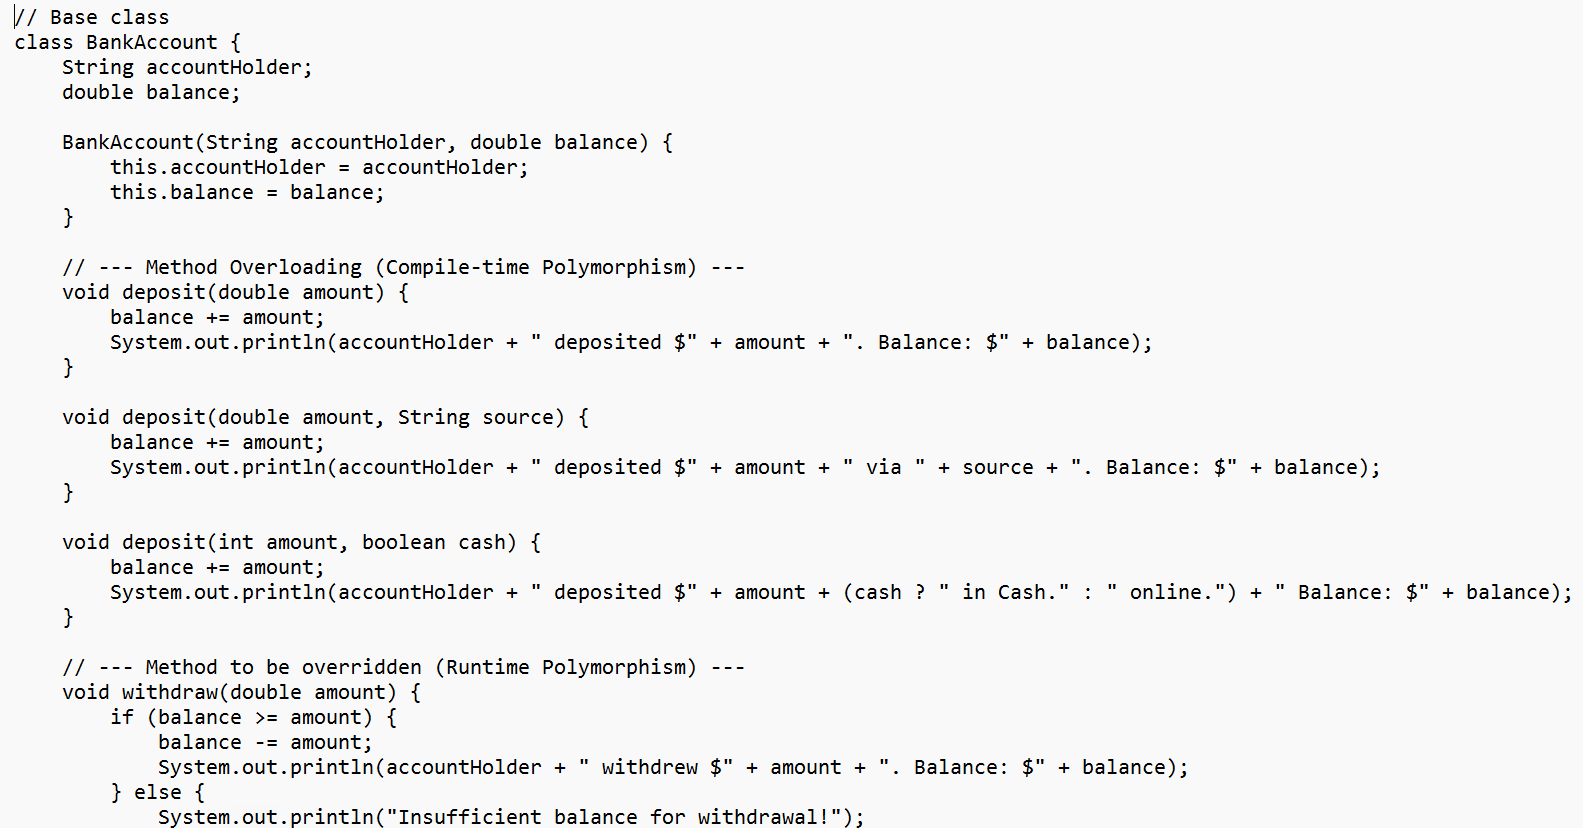 // Base class
class BankAccount {
    String accountHolder;
    double balance;

    BankAccount(String accountHolder, double balance) {
        this.accountHolder = accountHolder;
        this.balance = balance;
    }

    // --- Method Overloading (Compile-time Polymorphism) ---
    void deposit(double amount) {
        balance += amount;
        System.out.println(accountHolder + " deposited $" + amount + ". Balance: $" + balance);
    }

    void deposit(double amount, String source) {
        balance += amount;
        System.out.println(accountHolder + " deposited $" + amount + " via " + source + ". Balance: $" + balance);
    }

    void deposit(int amount, boolean cash) {
        balance += amount;
        System.out.println(accountHolder + " deposited $" + amount + (cash ? " in Cash." : " online.") + " Balance: $" + balance);
    }

    // --- Method to be overridden (Runtime Polymorphism) ---
    void withdraw(double amount) {
        if (balance >= amount) {
            balance -= amount;
            System.out.println(accountHolder + " withdrew $" + amount + ". Balance: $" + balance);
        } else {
            System.out.println("Insufficient balance for withdrawal!");